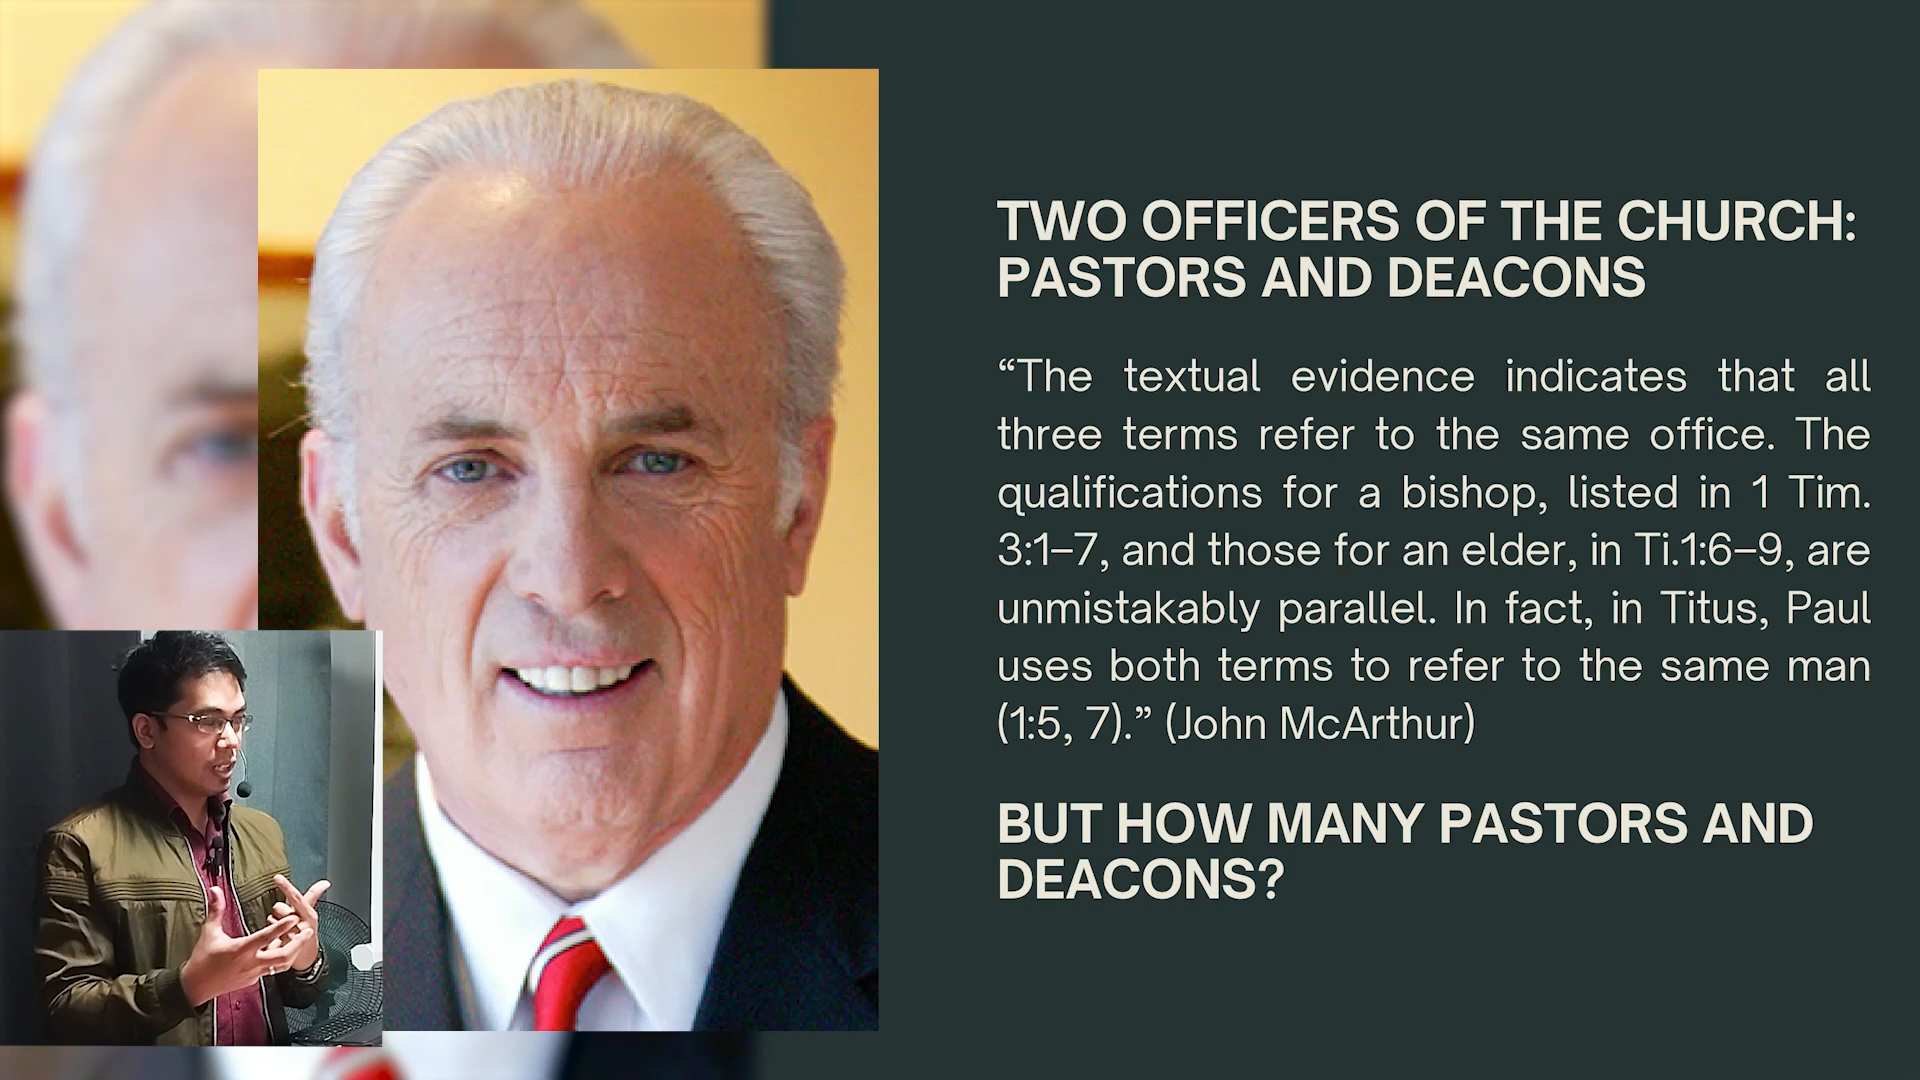 TWO OFFICERS OF THE CHURCH:
PASTORS AND DEACONS
“The textual evidence indicates that all
three terms refer to the same office. The
qualifications for a bishop, listed in 1 Tim.
3:1–7, and those for an elder, in Ti.1:6–9, are
unmistakably parallel. In fact, in Titus, Paul
uses both terms to refer to the same man
(1:5, 7).” (John McArthur)
BUT HOW MANY PASTORS AND
DEACONS?